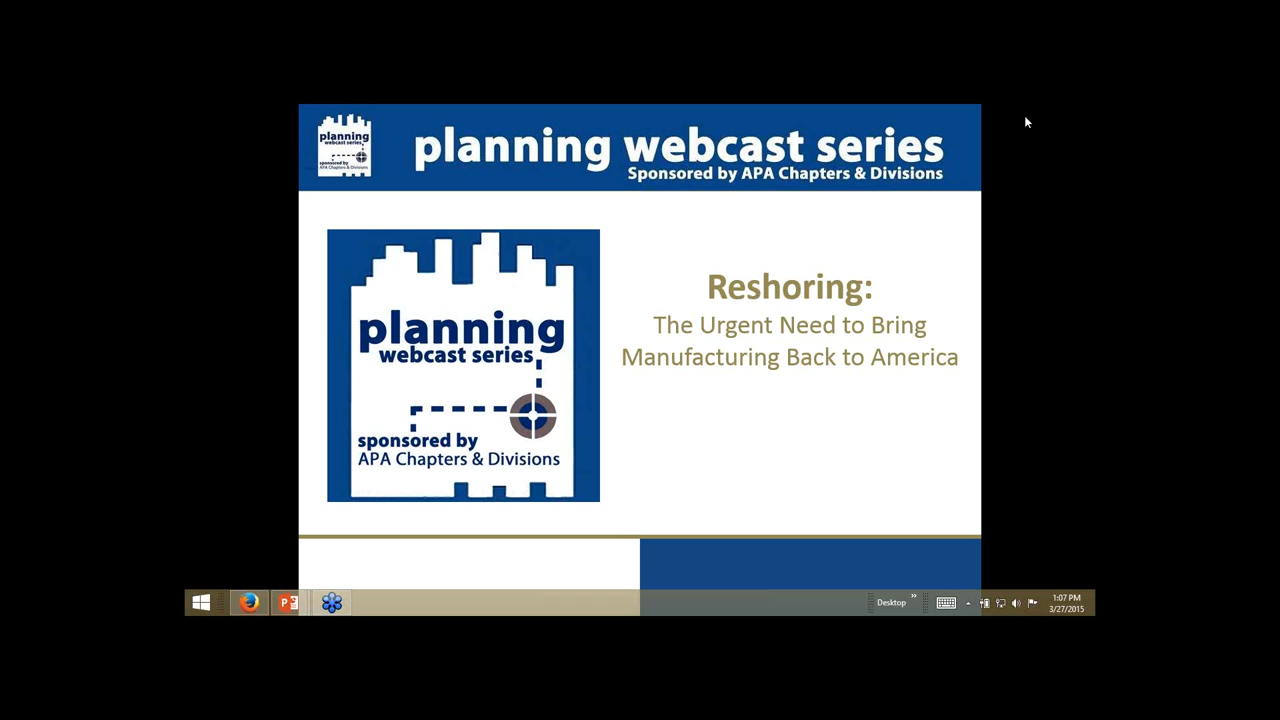 planning
webcast series
sponsored by
APA Chapters & Divisions
planning webcast series
Sponsored by APA Chapters & Divisions
planning
webcast series
sponsored by
APA Chapters & Divisions
Reshoring:
The Urgent Need to Bring
Manufacturing Back to America
Desktop
1:07 PM
3/27/2015